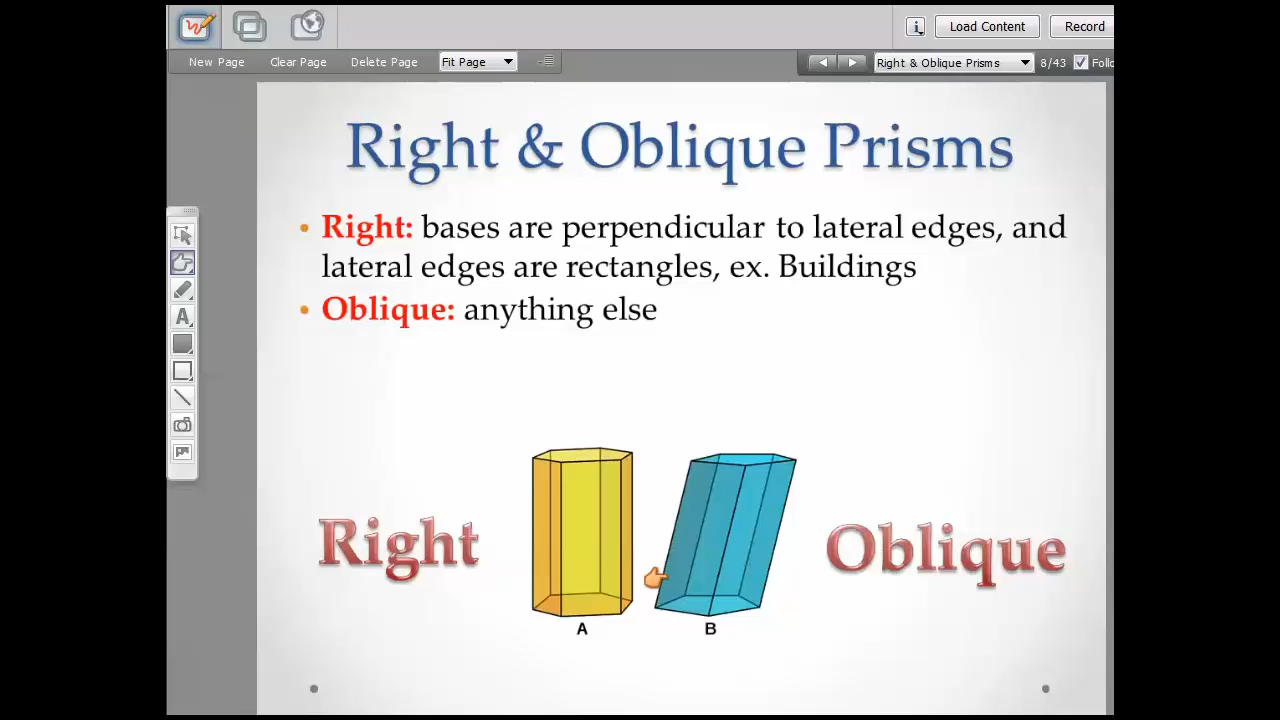 Load Content
Record
New Page
Clear Page
Delete Page
Fit Page
Right & Oblique Prisms
8/43
Follo
Right & Oblique Prisms
• Right: bases are perpendicular to lateral edges, and
lateral edges are rectangles, ex. Buildings
• Oblique: anything else
Right
Oblique
A
B